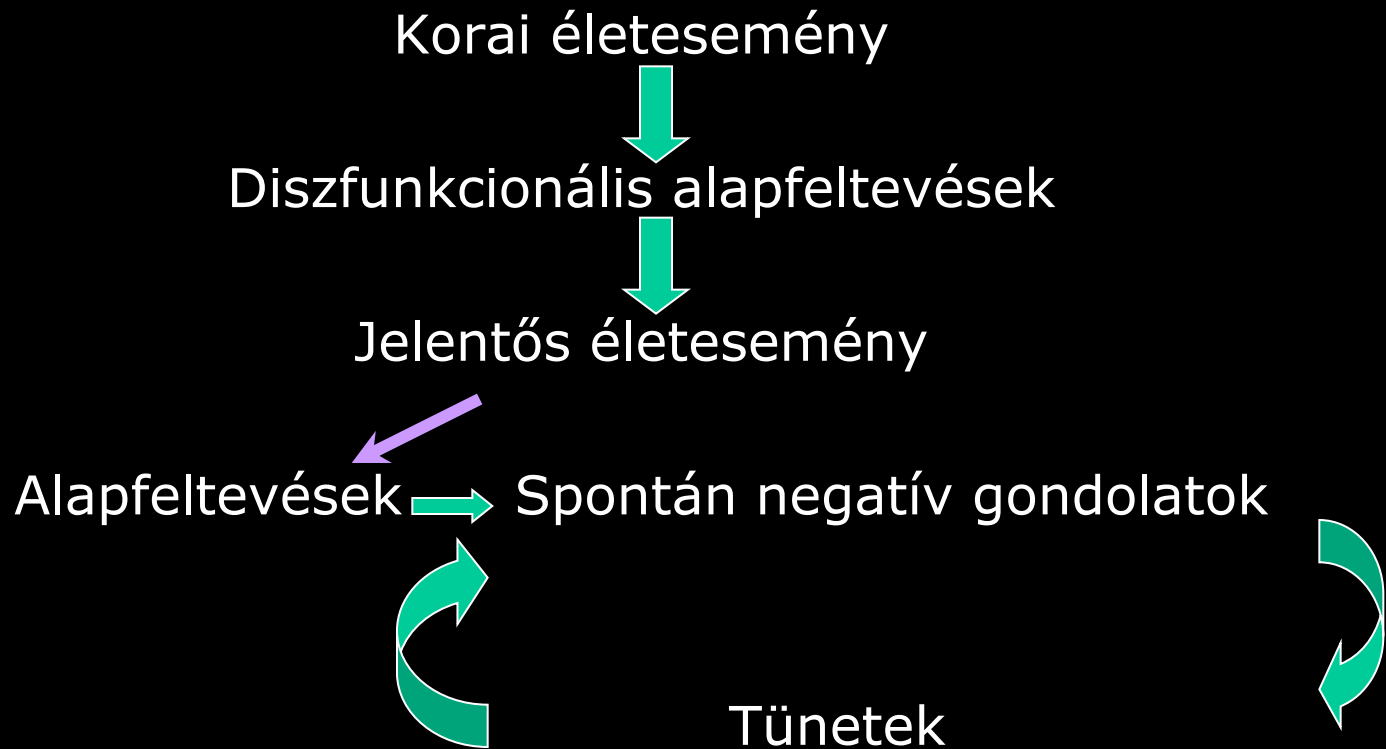 Korai életesemény
Diszfunkcionális alapfeltevések
Jelentős életesemény
Alapfeltevések Spontán negatív gondolatok
Tünetek